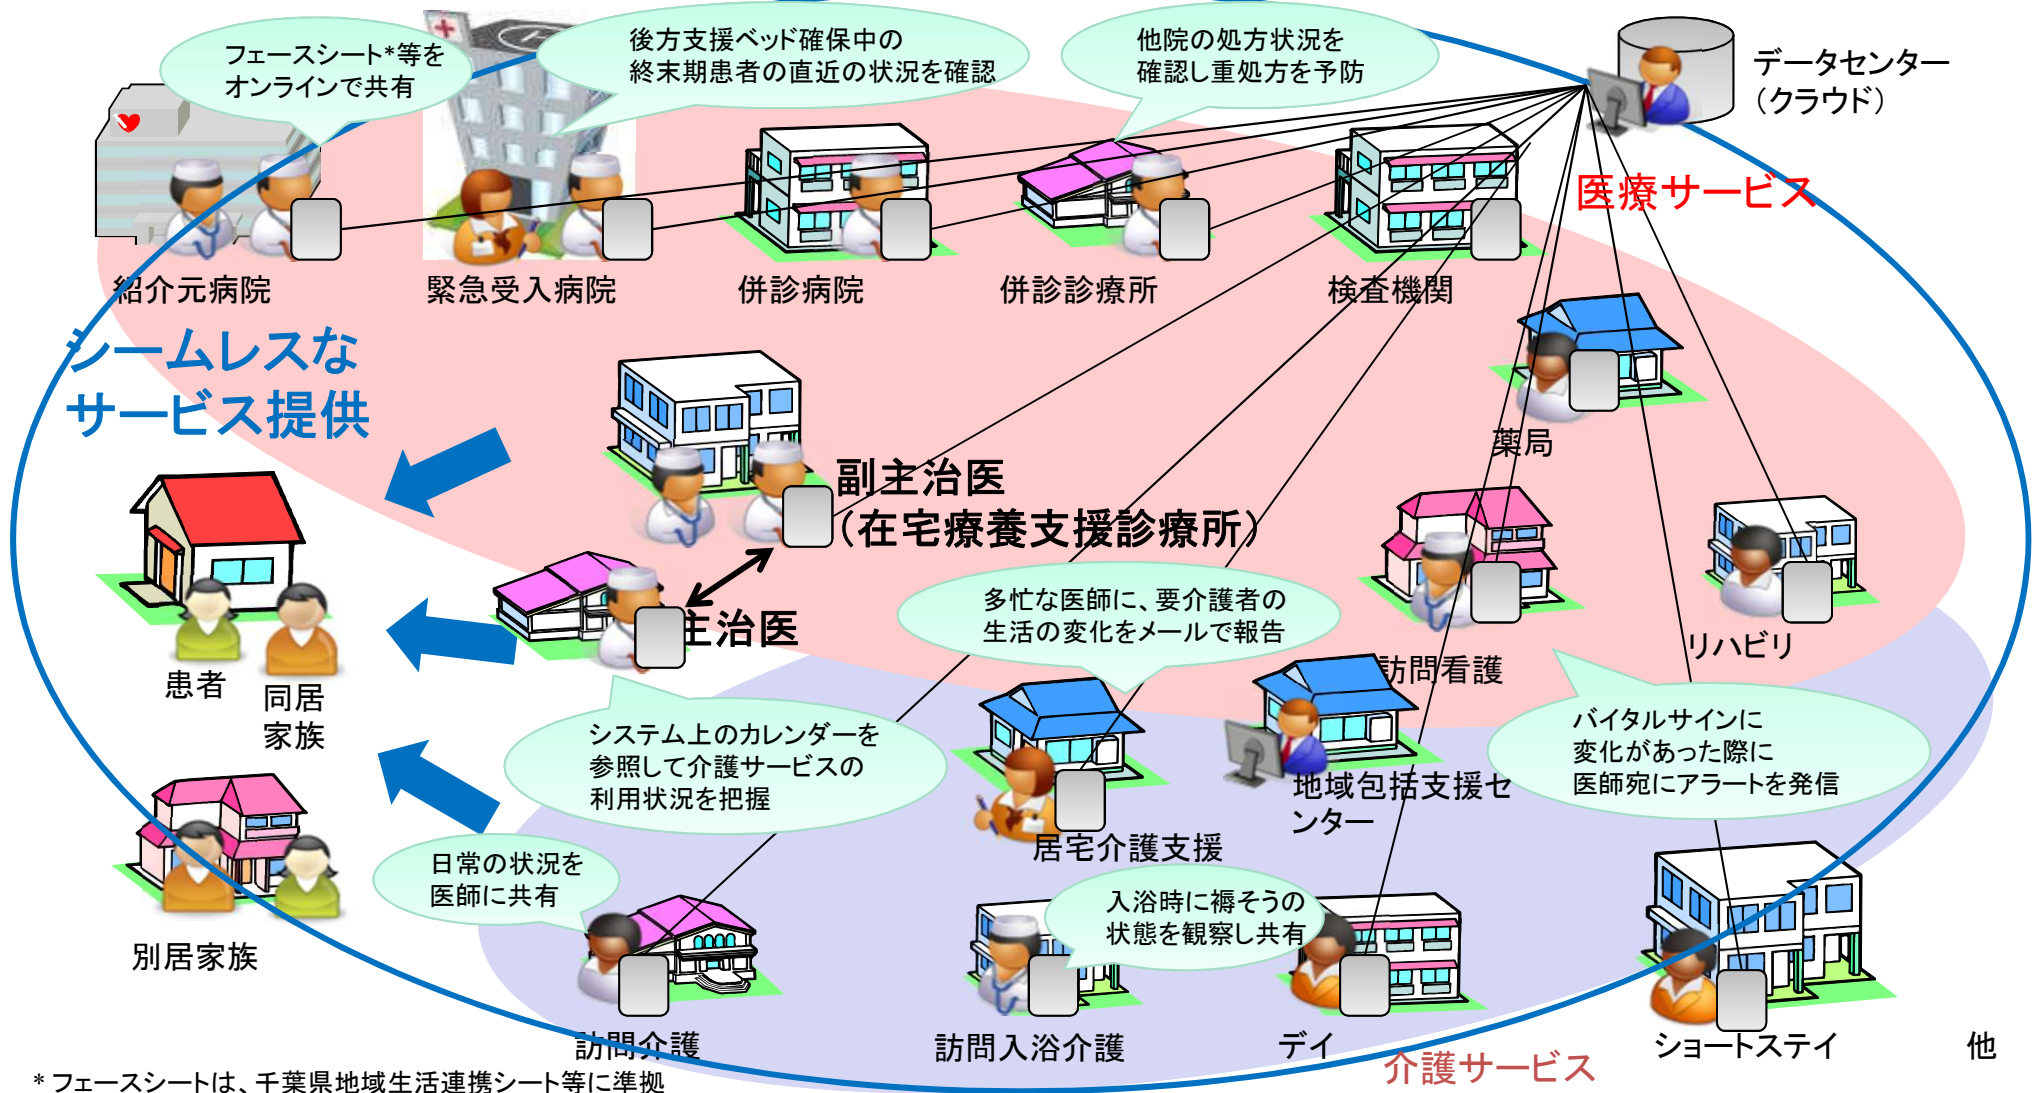 フェースシート*等を
オンラインで共有
後方支援ベッド確保中の
終末期患者の直近の状況を確認
他院の処方状況を
確認し重処方を予防
データセンター
(クラウド)
医療サービス
紹介元病院
緊急受入病院
併診病院
併診診療所
検査機関
シームレスな
サービス提供
薬局
副主治医
(在宅療養支援診療所)
主治医
多忙な医師に、要介護者の
生活の変化をメールで報告
訪問看護
リハビリ
患者
同居
家族
システム上のカレンダーを
参照して介護サービスの
利用状況を把握
バイタルサインに
変化があった際に
医師宛にアラートを発信
地域包括支援セ
ンター
居宅介護支援
日常の状況を
医師に共有
入浴時に褥そうの
状態を観察し共有
別居家族
訪問介護
訪問入浴介護
デイ
ショートステイ
他
介護サービス
* フェースシートは、千葉県地域生活連携シート等に準拠
H